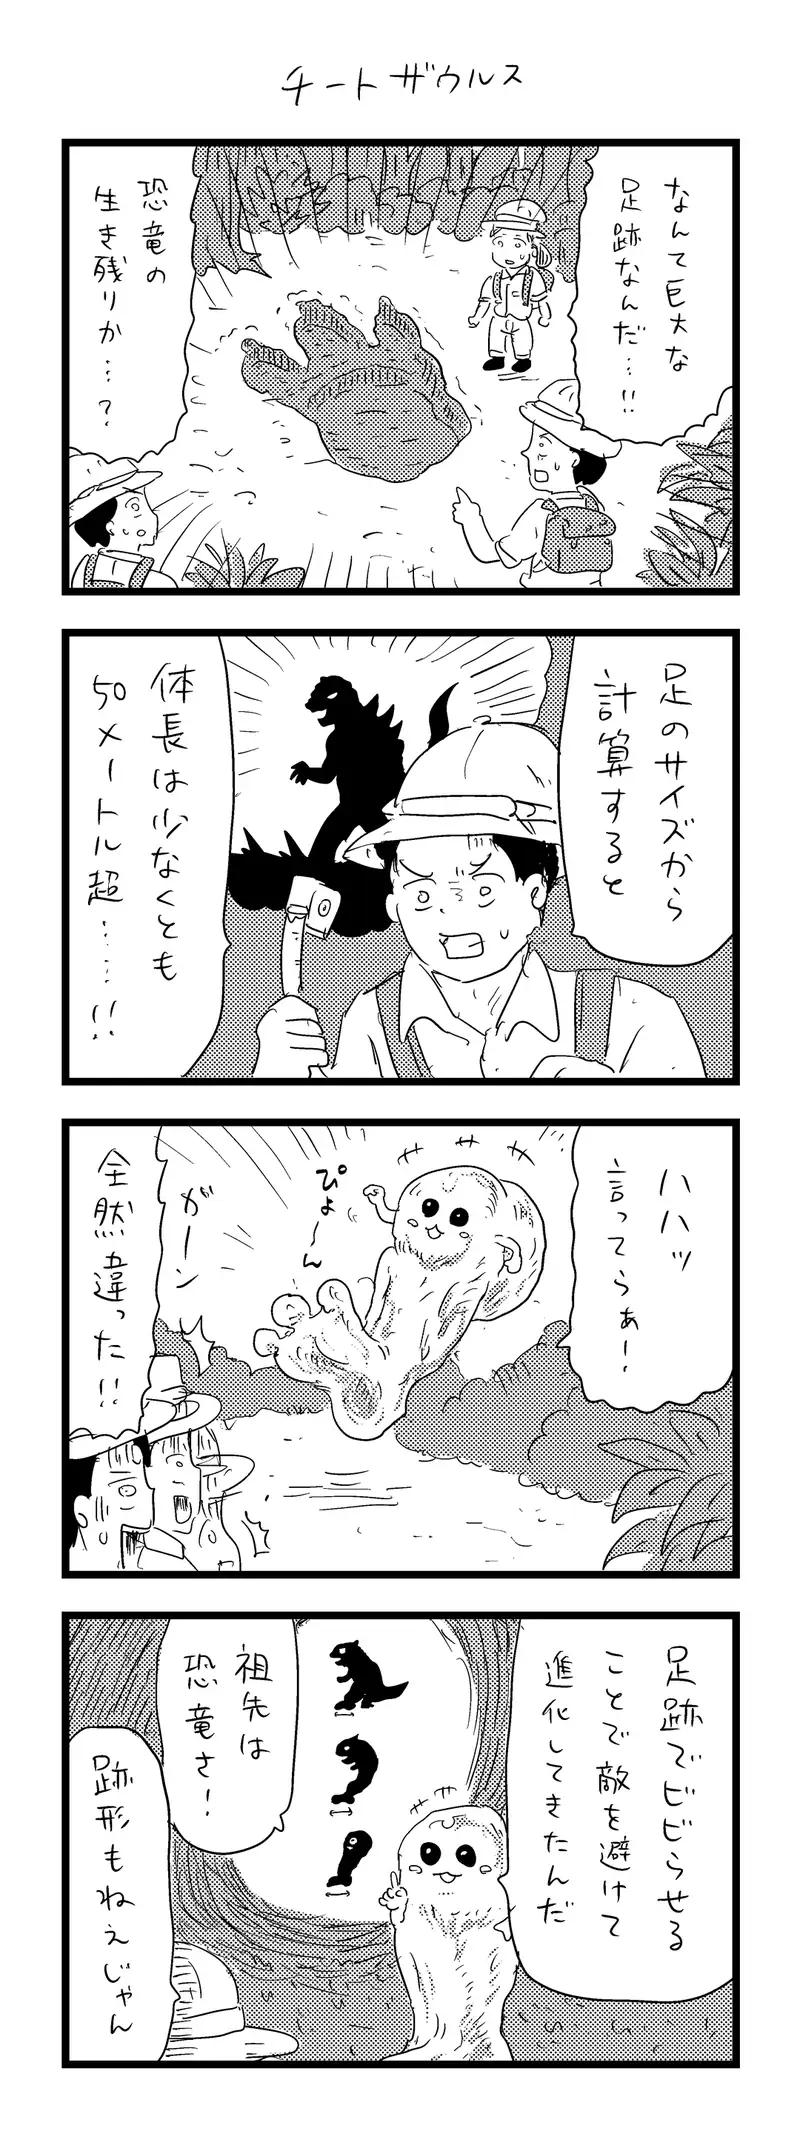 チートザウルス
なんて巨大な
足跡なんだ…!!
恐竜の
生き残りか…?
足のサイズから
計算すると
体長は少なくとも
50メートル超……!!
ハハッ
言ってらぁ!
ぴょーん
ガーン
全然違った!!
足跡でビビらせる
ことで敵を避けて
進化してきたんだ
祖先は
恐竜さ!
跡形もねぇじゃん